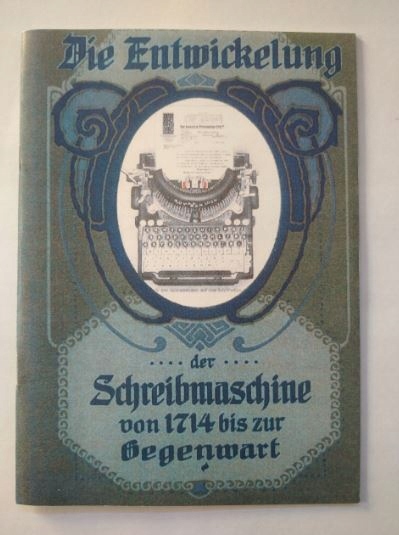 Die Entwickelung
der
Schreibmaschine
von 1714 bis zur
Gegenwart